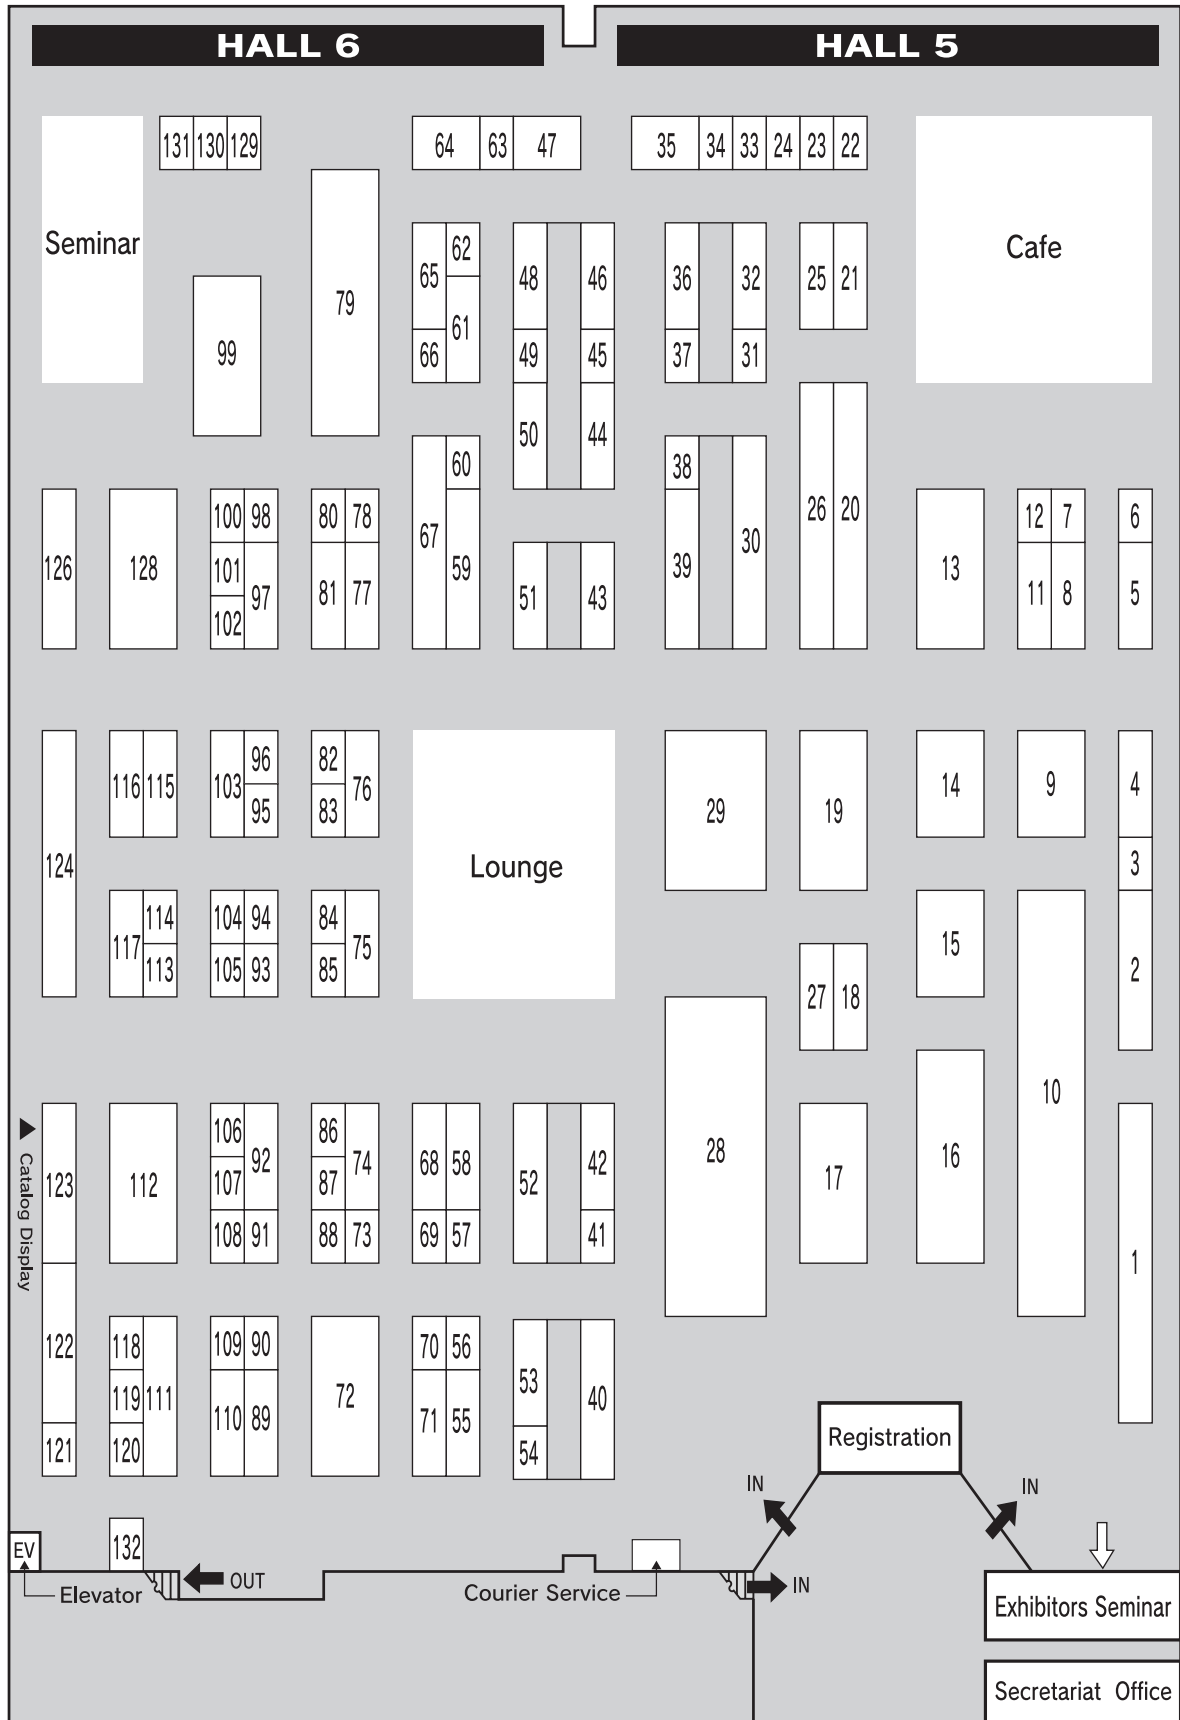 HALL 6 HALL 5
131 130 129 64 63 47 35 34 33 24 23 22
Seminar
Cafe
65 62 48 46 36 32 25 21
79
61
99 66 49 45 37 31
50 44
60 38
67 59 26 20
39 30
100 98 80 78 12 7 6
126 128 101 97 81 77 51 43 13 11 8 5
102
96 82
116 115 103 76 29 19 14 9 4
95 83
124 Lounge 3
114 104 94 84
117 75 15 2
113 105 93 85
27 18
10
Catalog Display
106 86
123 112 107 92 87 74 68 58 52 42 28 17 16
108 91 88 73 69 57 41
1
122 118 109 90 70 56
119 111 110 89 72 71 55 53 40
121 120 54
Registration
IN IN
EV 132
Elevator OUT Courier Service IN
Exhibitors Seminar
Secretariat Office